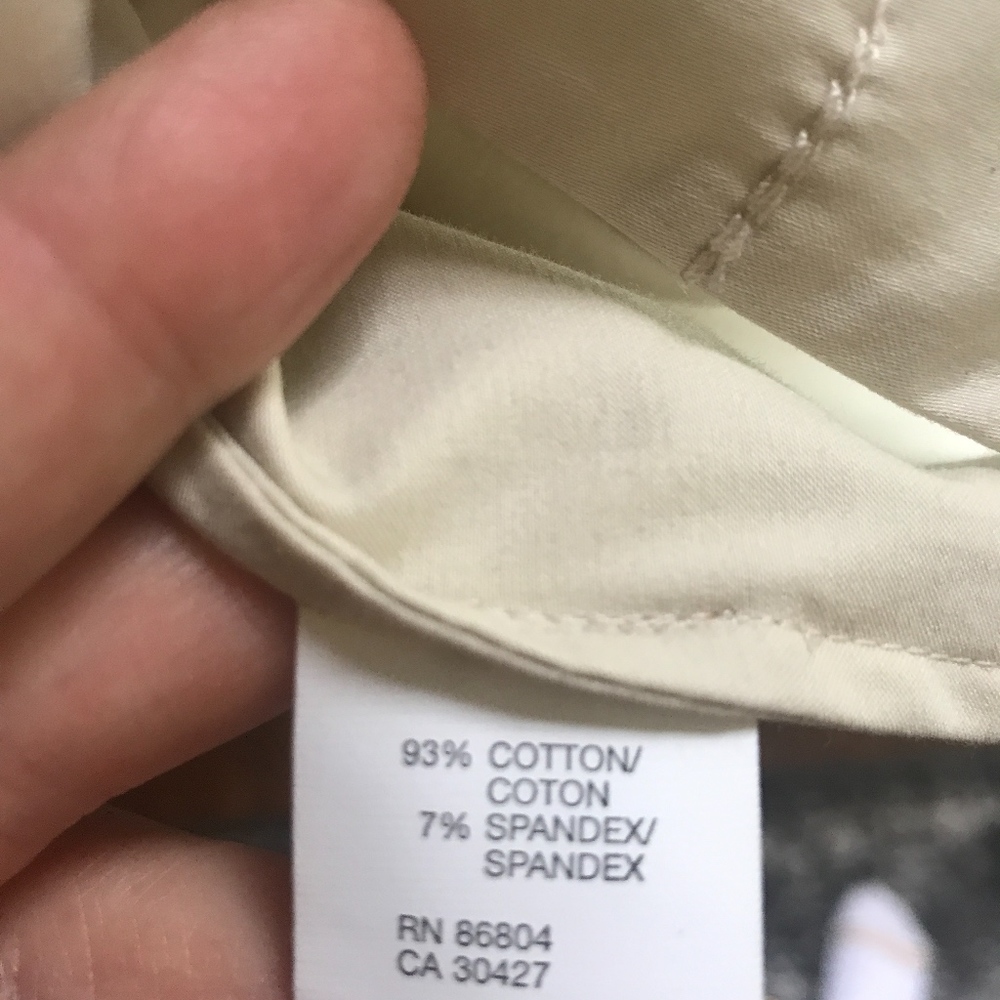 93% COTTON/
COTON
7% SPANDEX/
SPANDEX
RN 86804
CA 30427